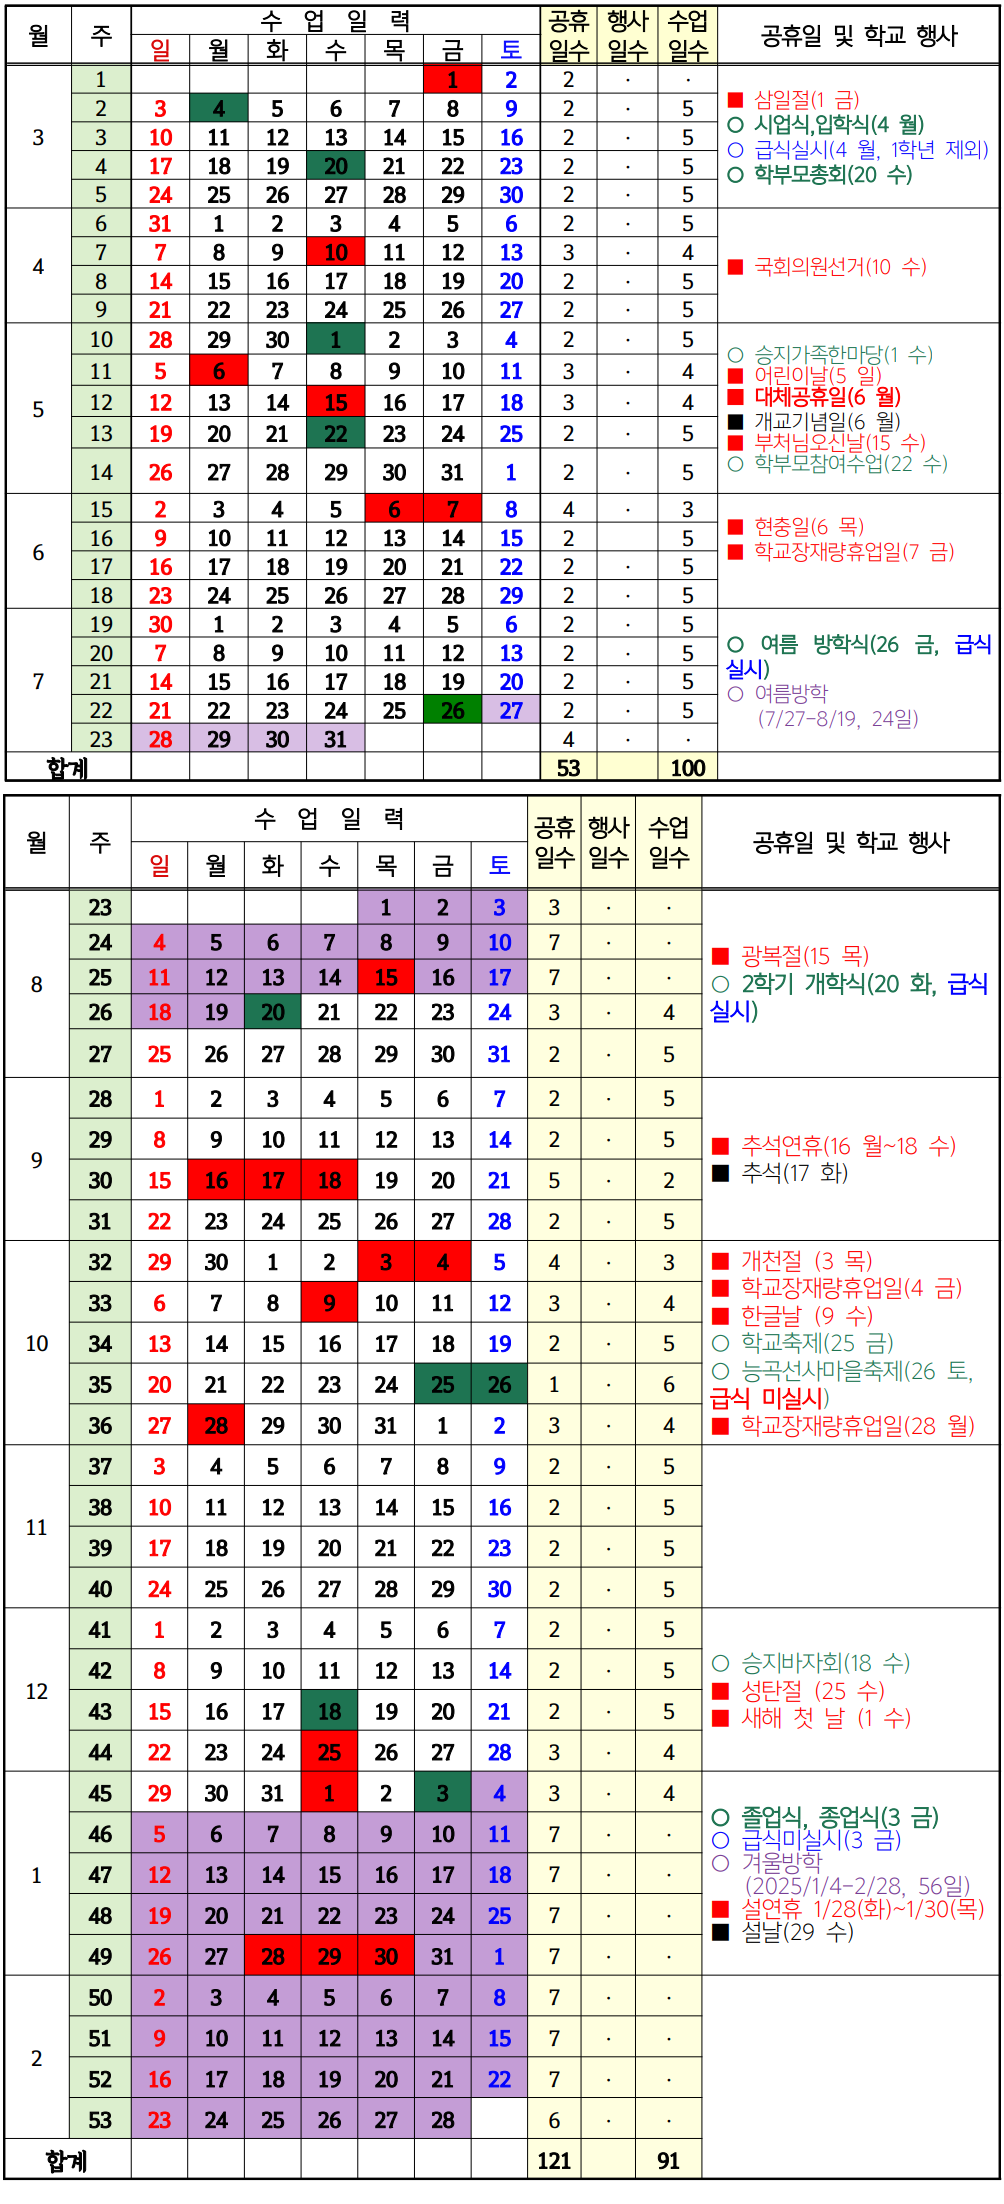 월 주 수 업 일 력 공휴 일수 행사 일수 수업 일수 공휴일 및 학교 행사
일 월 화 수 목 금 토
3
1 1 2 2 · ·
2 3 4 5 6 7 8 9 2 · 5
3 10 11 12 13 14 15 16 2 · 5
4 17 18 19 20 21 22 23 2 · 5
5 24 25 26 27 28 29 30 2 · 5
■ 삼일절(1 금)
○ 시업식,입학식(4 월)
○ 급식실시(4 월, 1학년 제외)
○ 학부모총회(20 수)
4
6 31 1 2 3 4 5 6 2 · 5
7 7 8 9 10 11 12 13 3 · 4
8 14 15 16 17 18 19 20 2 · 5
9 21 22 23 24 25 26 27 2 · 5
■ 국회의원선거(10 수)
5
10 28 29 30 1 2 3 4 2 · 5
11 5 6 7 8 9 10 11 3 · 4
12 12 13 14 15 16 17 18 3 · 4
13 19 20 21 22 23 24 25 2 · 5
14 26 27 28 29 30 31 1 2 · 5
○ 승지가족한마당(1 수)
■ 어린이날(5 일)
■ 대체공휴일(6 월)
■ 개교기념일(6 월)
■ 부처님오신날(15 수)
○ 학부모참여수업(22 수)
6
15 2 3 4 5 6 7 8 4 · 3
16 9 10 11 12 13 14 15 2 · 5
17 16 17 18 19 20 21 22 2 · 5
18 23 24 25 26 27 28 29 2 · 5
■ 현충일(6 목)
■ 학교장재량휴업일(7 금)
7
19 30 1 2 3 4 5 6 2 · 5
20 7 8 9 10 11 12 13 2 · 5
21 14 15 16 17 18 19 20 2 · 5
22 21 22 23 24 25 26 27 2 · 5
23 28 29 30 31 4 · ·
○ 여름 방학식(26 금, 급식
실시)
○ 여름방학
(7/27-8/19, 24일)
합계 53 100
월 주 수 업 일 력 공휴 일수 행사 일수 수업 일수 공휴일 및 학교 행사
일 월 화 수 목 금 토
8
23 1 2 3 3 · ·
24 4 5 6 7 8 9 10 7 · ·
25 11 12 13 14 15 16 17 7 · ·
26 18 19 20 21 22 23 24 3 · 4
27 25 26 27 28 29 30 31 2 · 5
■ 광복절(15 목)
○ 2학기 개학식(20 화, 급식
실시)
9
28 1 2 3 4 5 6 7 2 · 5
29 8 9 10 11 12 13 14 2 · 5
30 15 16 17 18 19 20 21 5 · 2
31 22 23 24 25 26 27 28 2 · 5
■ 추석연휴(16 월~18 수)
■ 추석(17 화)
10
32 29 30 1 2 3 4 5 4 · 3
33 6 7 8 9 10 11 12 3 · 4
34 13 14 15 16 17 18 19 2 · 5
35 20 21 22 23 24 25 26 1 · 6
36 27 28 29 30 31 1 2 3 · 4
■ 개천절 (3 목)
■ 학교장재량휴업일(4 금)
■ 한글날 (9 수)
○ 학교축제(25 금)
○ 능곡선사마을축제(26 토,
급식 미실시)
■ 학교장재량휴업일(28 월)
11
37 3 4 5 6 7 8 9 2 · 5
38 10 11 12 13 14 15 16 2 · 5
39 17 18 19 20 21 22 23 2 · 5
40 24 25 26 27 28 29 30 2 · 5
12
41 1 2 3 4 5 6 7 2 · 5
42 8 9 10 11 12 13 14 2 · 5
43 15 16 17 18 19 20 21 2 · 5
44 22 23 24 25 26 27 28 3 · 4
○ 승지바자회(18 수)
■ 성탄절 (25 수)
■ 새해 첫 날 (1 수)
1
45 29 30 31 1 2 3 4 3 · 4
46 5 6 7 8 9 10 11 7 · ·
47 12 13 14 15 16 17 18 7 · ·
48 19 20 21 22 23 24 25 7 · ·
49 26 27 28 29 30 31 1 7 · ·
○ 졸업식, 종업식(3 금)
○ 급식미실시(3 금)
○ 겨울방학
(2025/1/4-2/28, 56일)
■ 설연휴 1/28(화)~1/30(목)
■ 설날(29 수)
2
50 2 3 4 5 6 7 8 7 · ·
51 9 10 11 12 13 14 15 7 · ·
52 16 17 18 19 20 21 22 7 · ·
53 23 24 25 26 27 28 6 · ·
합계 121 91